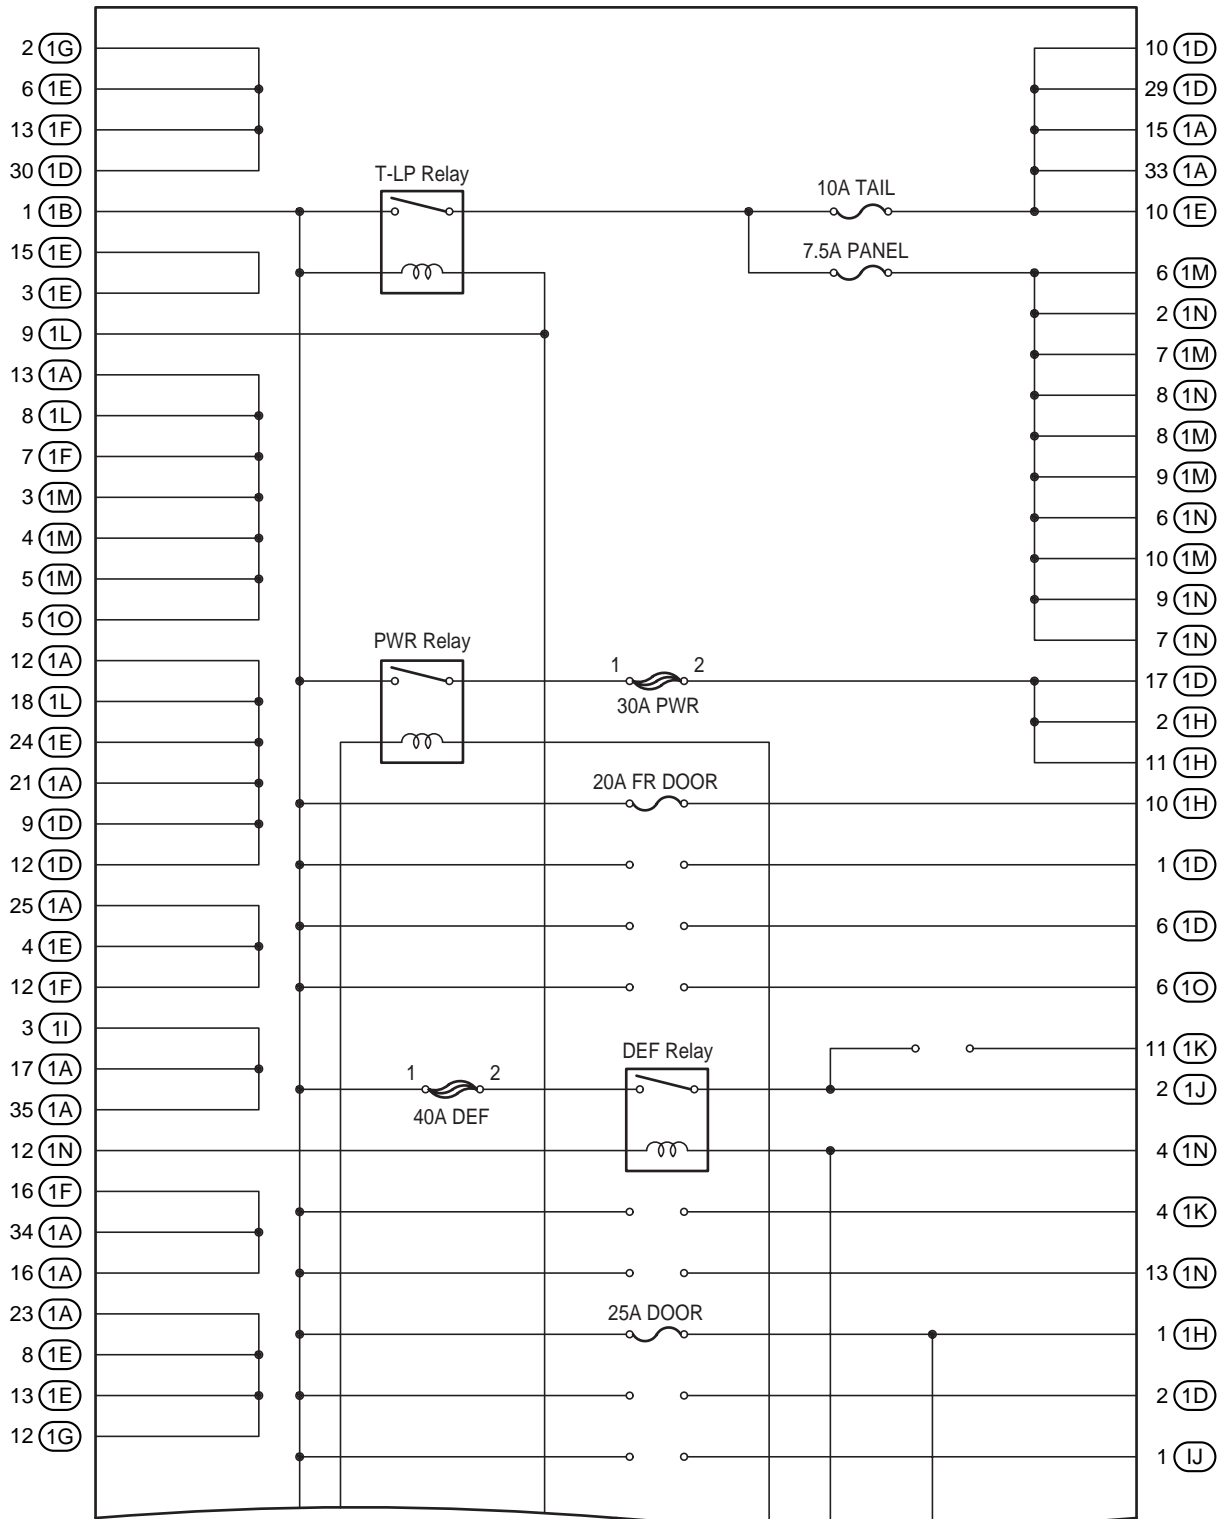 2 1G
6 1E
13 1F
30 1D
1 1B
15 1E
3 1E
9 1L
13 1A
8 1L
7 1F
3 1M
4 1M
5 1M
5 1O
12 1A
18 1L
24 1E
21 1A
9 1D
12 1D
25 1A
4 1E
12 1F
3 1I
17 1A
35 1A
12 1N
16 1F
34 1A
16 1A
23 1A
8 1E
13 1E
12 1G
T-LP Relay
10A TAIL
7.5A PANEL
PWR Relay
1 2
30A PWR
20A FR DOOR
DEF Relay
1 2
40A DEF
25A DOOR
10 1D
29 1D
15 1A
33 1A
10 1E
6 1M
2 1N
7 1M
8 1N
8 1M
9 1M
6 1N
10 1M
9 1N
7 1N
17 1D
2 1H
11 1H
10 1H
1 1D
6 1D
6 1O
11 1K
2 1J
4 1N
4 1K
13 1N
1 1H
2 1D
1 IJ